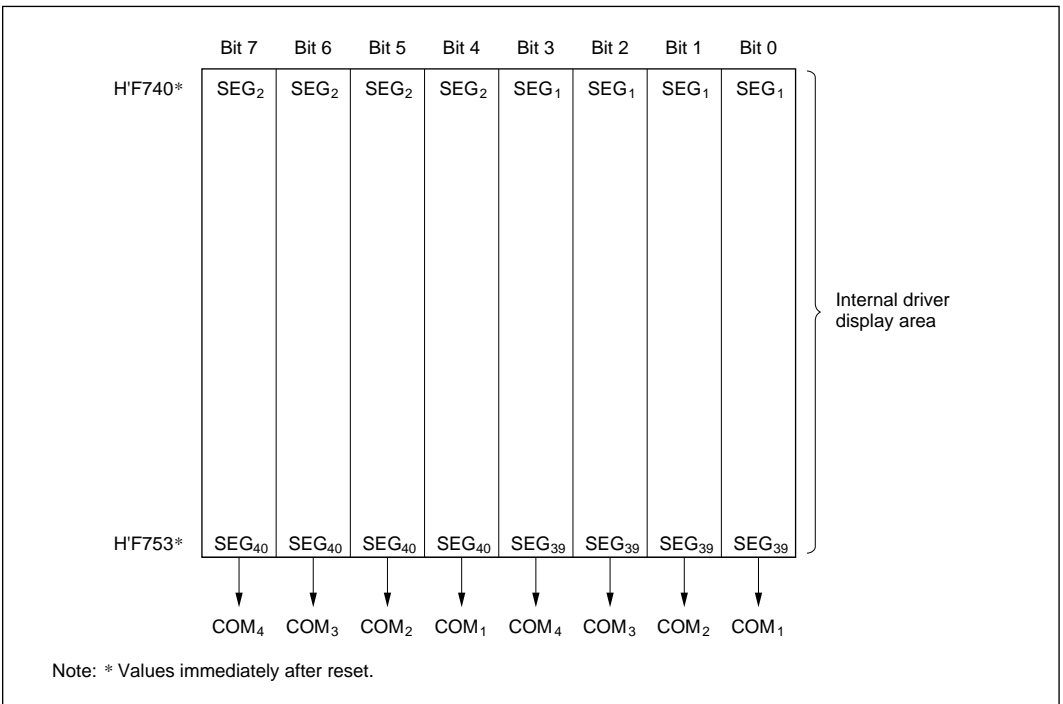 Bit 7 Bit 6 Bit 5 Bit 4 Bit 3 Bit 2 Bit 1 Bit 0
H'F740* SEG₂ SEG₂ SEG₂ SEG₂ SEG₁ SEG₁ SEG₁ SEG₁
Internal driver
display area
H'F753* SEG₄₀ SEG₄₀ SEG₄₀ SEG₄₀ SEG₃₉ SEG₃₉ SEG₃₉ SEG₃₉
COM₄ COM₃ COM₂ COM₁ COM₄ COM₃ COM₂ COM₁
Note: * Values immediately after reset.